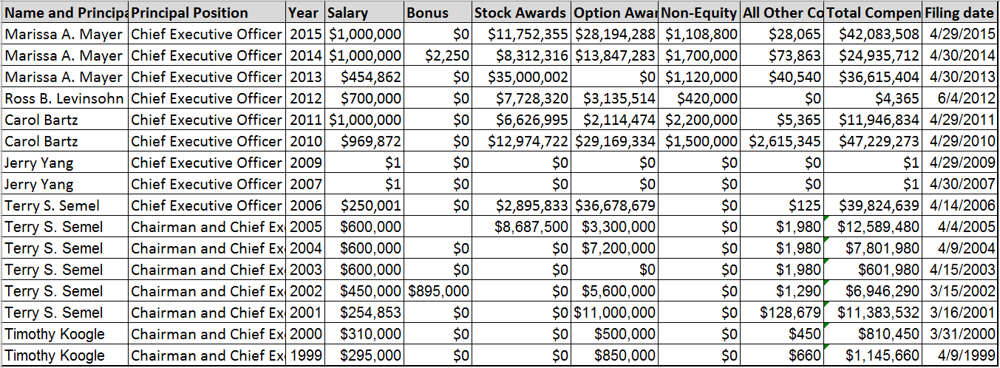 Name and Principa Principal Position Year Salary Bonus Stock Awards Option Awar Non-Equity All Other Co Total Compen Filing date
Marissa A. Mayer Chief Executive Officer 2015 $1,000,000 $0 $11,752,355 $28,194,288 $1,108,800 $28,065 $42,083,508 4/29/2015
Marissa A. Mayer Chief Executive Officer 2014 $1,000,000 $2,250 $8,312,316 $13,847,283 $1,700,000 $73,863 $24,935,712 4/30/2014
Marissa A. Mayer Chief Executive Officer 2013 $454,862 $0 $35,000,002 $0 $1,120,000 $40,540 $36,615,404 4/30/2013
Ross B. Levinsohn Chief Executive Officer 2012 $700,000 $0 $7,728,320 $3,135,514 $420,000 $0 $4,365 6/4/2012
Carol Bartz Chief Executive Officer 2011 $1,000,000 $0 $6,626,995 $2,114,474 $2,200,000 $5,365 $11,946,834 4/29/2011
Carol Bartz Chief Executive Officer 2010 $969,872 $0 $12,974,722 $29,169,334 $1,500,000 $2,615,345 $47,229,273 4/29/2010
Jerry Yang Chief Executive Officer 2009 $1 $0 $0 $0 $0 $0 $1 4/29/2009
Jerry Yang Chief Executive Officer 2007 $1 $0 $0 $0 $0 $0 $1 4/30/2007
Terry S. Semel Chief Executive Officer 2006 $250,001 $0 $2,895,833 $36,678,679 $0 $125 $39,824,639 4/14/2006
Terry S. Semel Chairman and Chief Ex 2005 $600,000 $8,687,500 $3,300,000 $0 $1,980 $12,589,480 4/4/2005
Terry S. Semel Chairman and Chief Ex 2004 $600,000 $0 $0 $7,200,000 $0 $1,980 $7,801,980 4/9/2004
Terry S. Semel Chairman and Chief Ex 2003 $600,000 $0 $0 $0 $0 $1,980 $601,980 4/15/2003
Terry S. Semel Chairman and Chief Ex 2002 $450,000 $895,000 $0 $5,600,000 $0 $1,290 $6,946,290 3/15/2002
Terry S. Semel Chairman and Chief Ex 2001 $254,853 $0 $0 $11,000,000 $0 $128,679 $11,383,532 3/16/2001
Timothy Koogle Chairman and Chief Ex 2000 $310,000 $0 $0 $500,000 $0 $450 $810,450 3/31/2000
Timothy Koogle Chairman and Chief Ex 1999 $295,000 $0 $0 $850,000 $0 $660 $1,145,660 4/9/1999